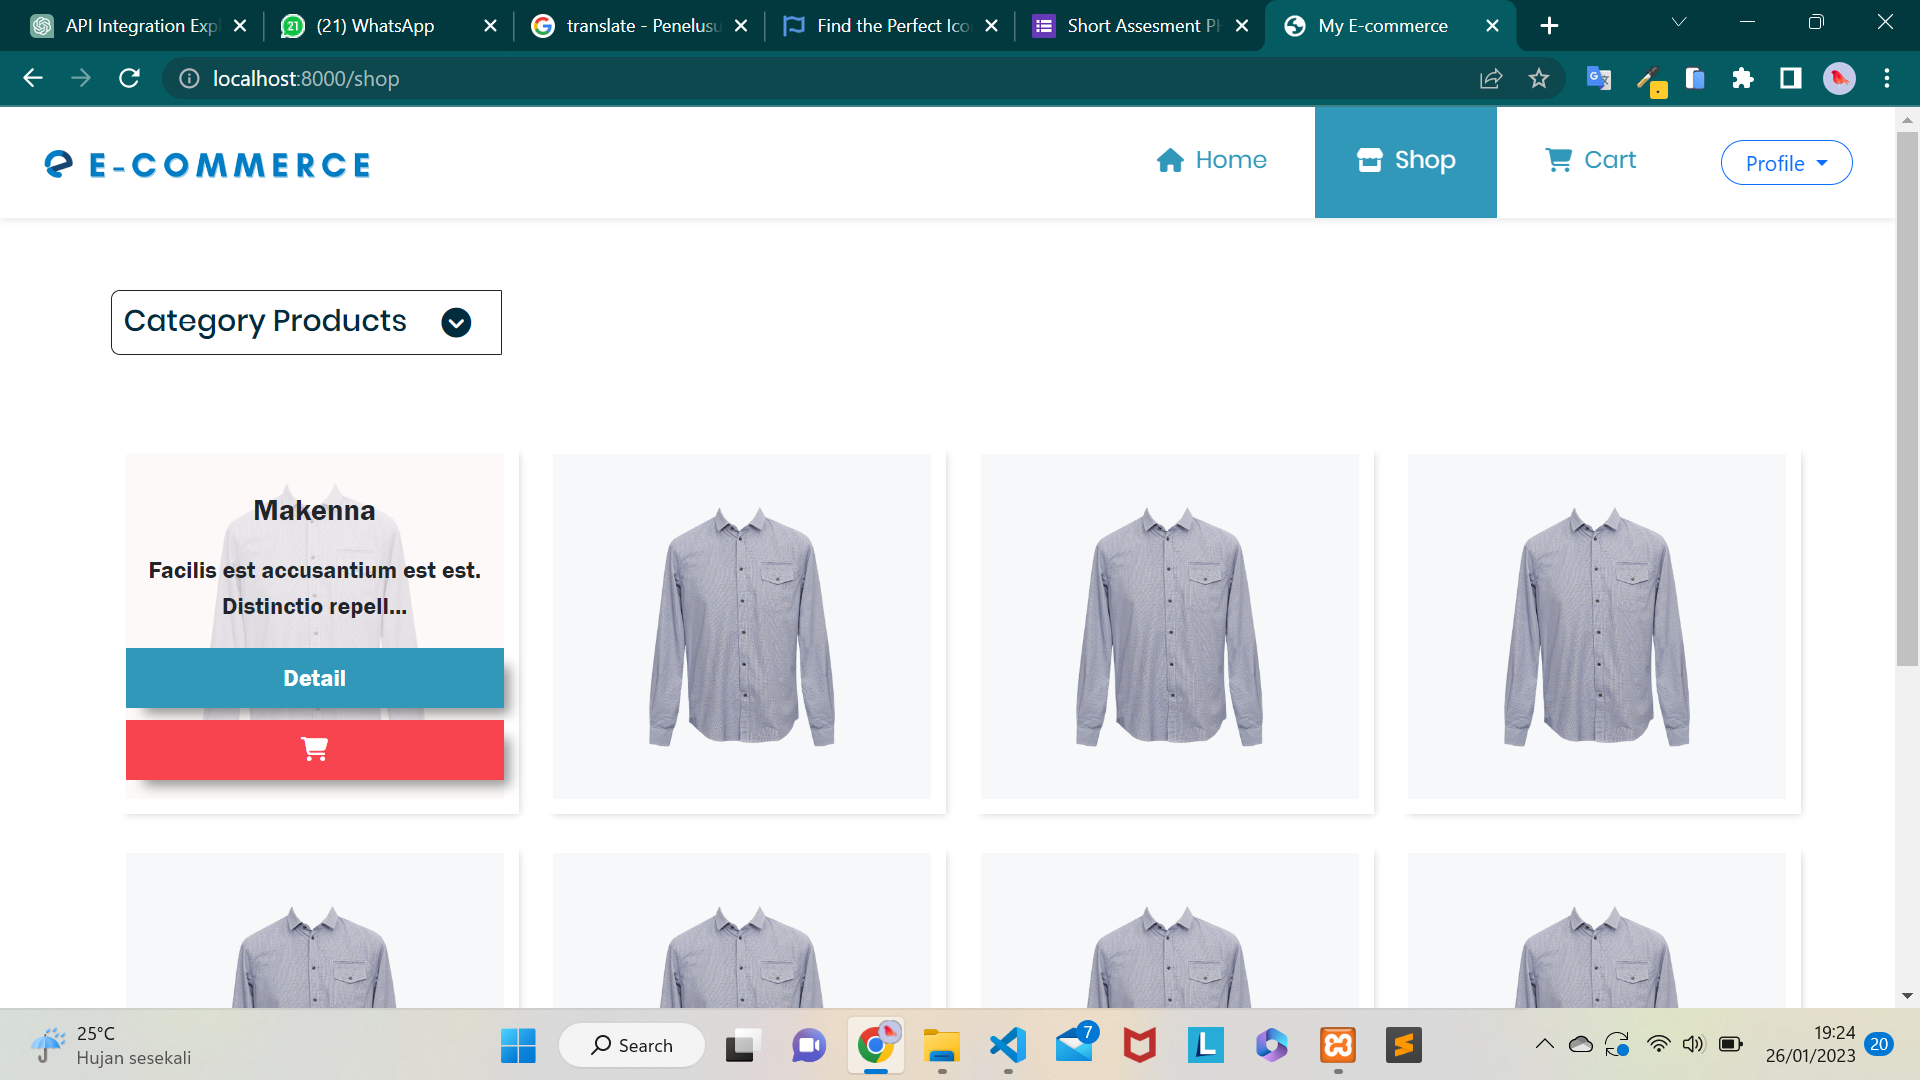 API Integration Exp
(21) WhatsApp
translate - Penelusu
Find the Perfect Ico
Short Assesment P
My E-commerce
localhost:8000/shop
E-COMMERCE
Home
Shop
Cart
Profile
Category Products
Makenna
Facilis est accusantium est est.
Distinctio repell...
Detail
25°C
Hujan sesekali
Search
7
19:24
26/01/2023
20